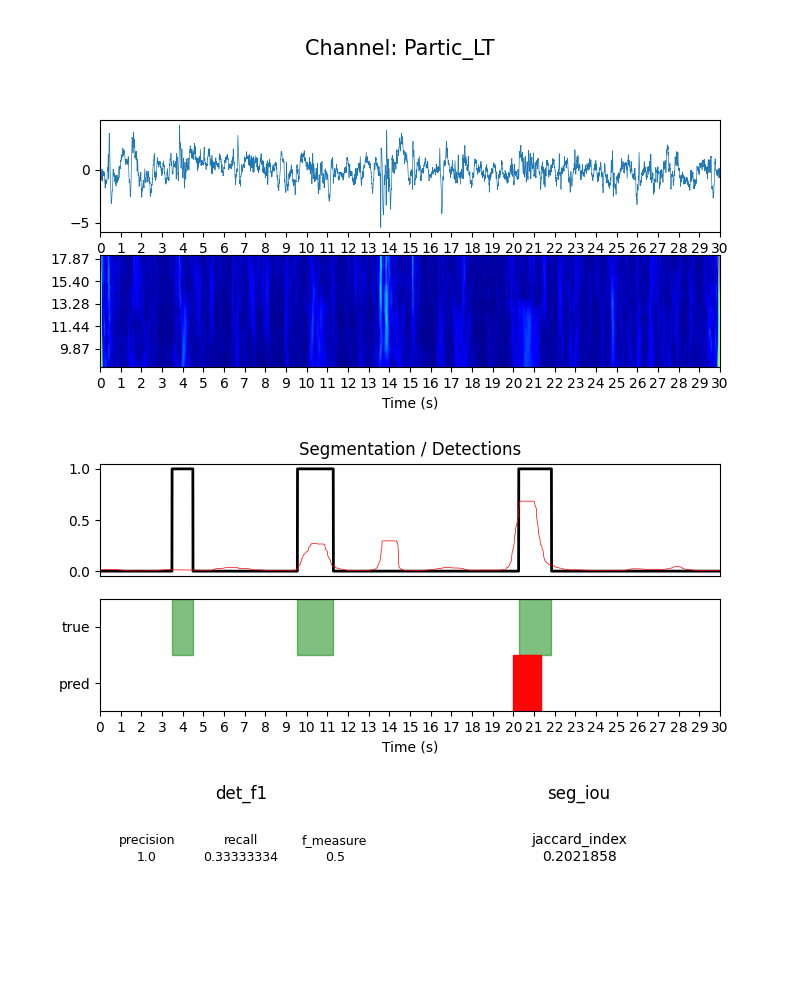 Channel: Partic_LT
0
−5
0 1 2 3 4 5 6 7 8 9 10 11 12 13 14 15 16 17 18 19 20 21 22 23 24 25 26 27 28 29 30
17.87
15.40
13.28
11.44
9.87
0 1 2 3 4 5 6 7 8 9 10 11 12 13 14 15 16 17 18 19 20 21 22 23 24 25 26 27 28 29 30
Time (s)
Segmentation / Detections
1.0
0.5
0.0
true
pred
0 1 2 3 4 5 6 7 8 9 10 11 12 13 14 15 16 17 18 19 20 21 22 23 24 25 26 27 28 29 30
Time (s)
det_f1 seg_iou
precision recall f_measure jaccard_index
1.0 0.33333334 0.5 0.2021858